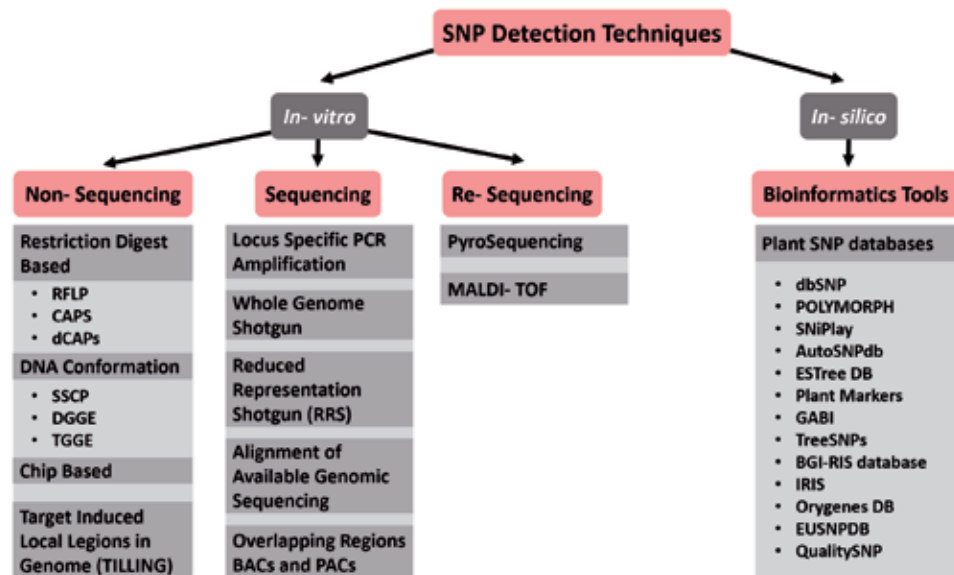 SNP Detection Techniques
In- vitro
In- silico
Non- Sequencing
Sequencing
Re- Sequencing
Bioinformatics Tools
Restriction Digest
Based
• RFLP
• CAPS
• dCAPs
DNA Conformation
• SSCP
• DGGE
• TGGE
Chip Based
Target Induced
Local Legions in
Genome (TILLING)
Locus Specific PCR
Amplification
Whole Genome
Shotgun
Reduced
Representation
Shotgun (RRS)
Alignment of
Available Genomic
Sequencing
Overlapping Regions
BACs and PACs
PyroSequencing
MALDI- TOF
Plant SNP databases
• dbSNP
• POLYMORPH
• SNiPlay
• AutoSNPdb
• ESTree DB
• Plant Markers
• GABI
• TreeSNPs
• BGI-RIS database
• IRIS
• Orygenes DB
• EUSNPDB
• QualitySNP